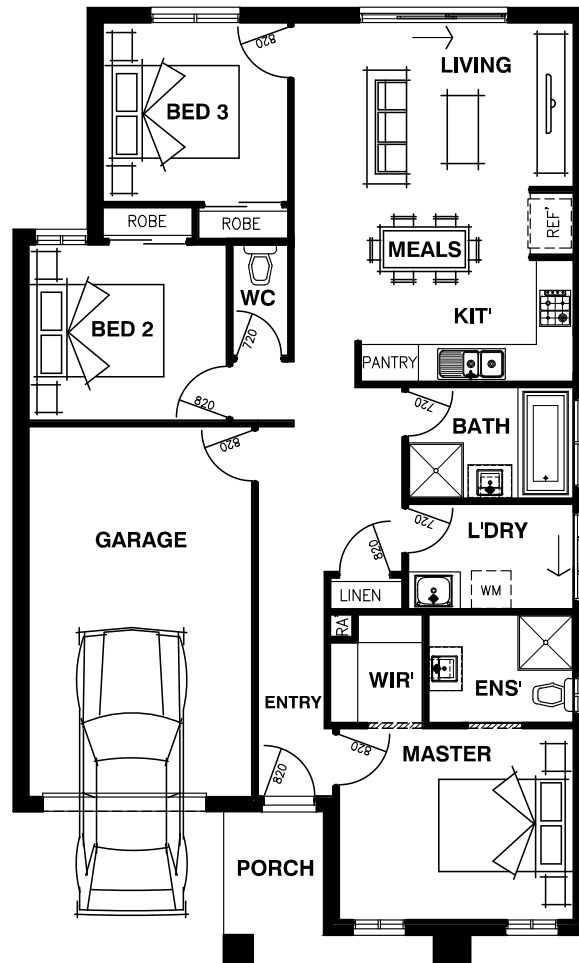 820
LIVING
BED 3
ROBE
ROBE
REF'
MEALS
WC
KIT'
BED 2
720
PANTRY
820
720
BATH
820
GARAGE
720
L'DRY
820
WM
LINEN
RA'
WIR'
ENS'
ENTRY
820
MASTER
820
PORCH